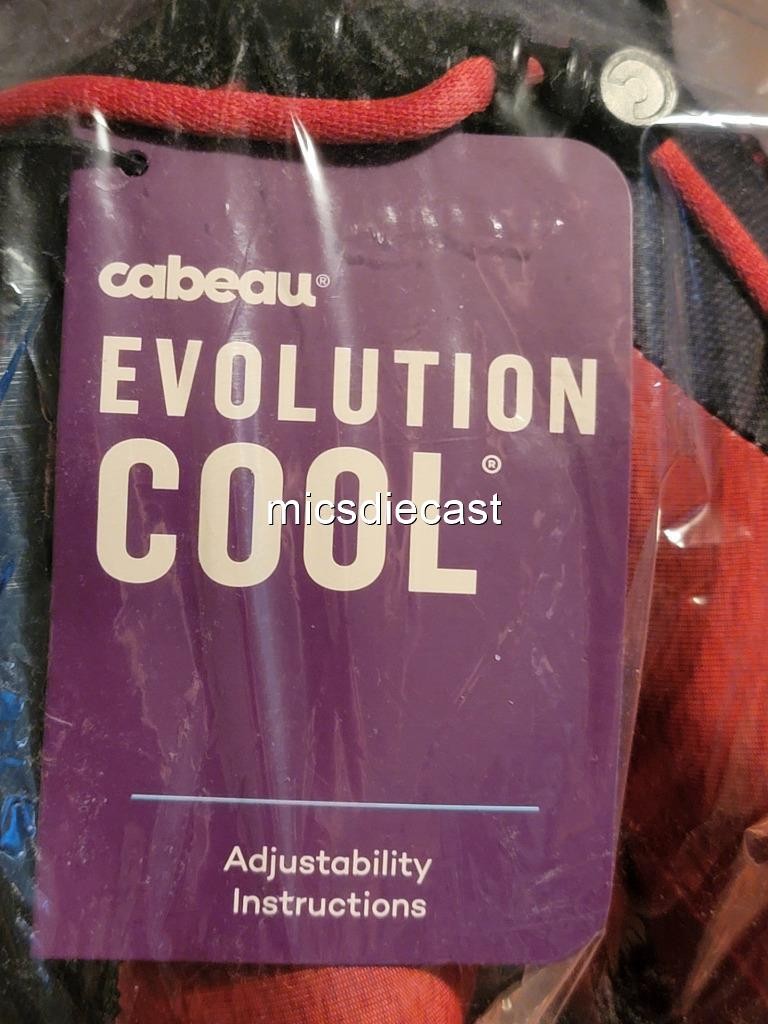 cabeau®
EVOLUTION
COOL®
micsdiecast
Adjustability
Instructions